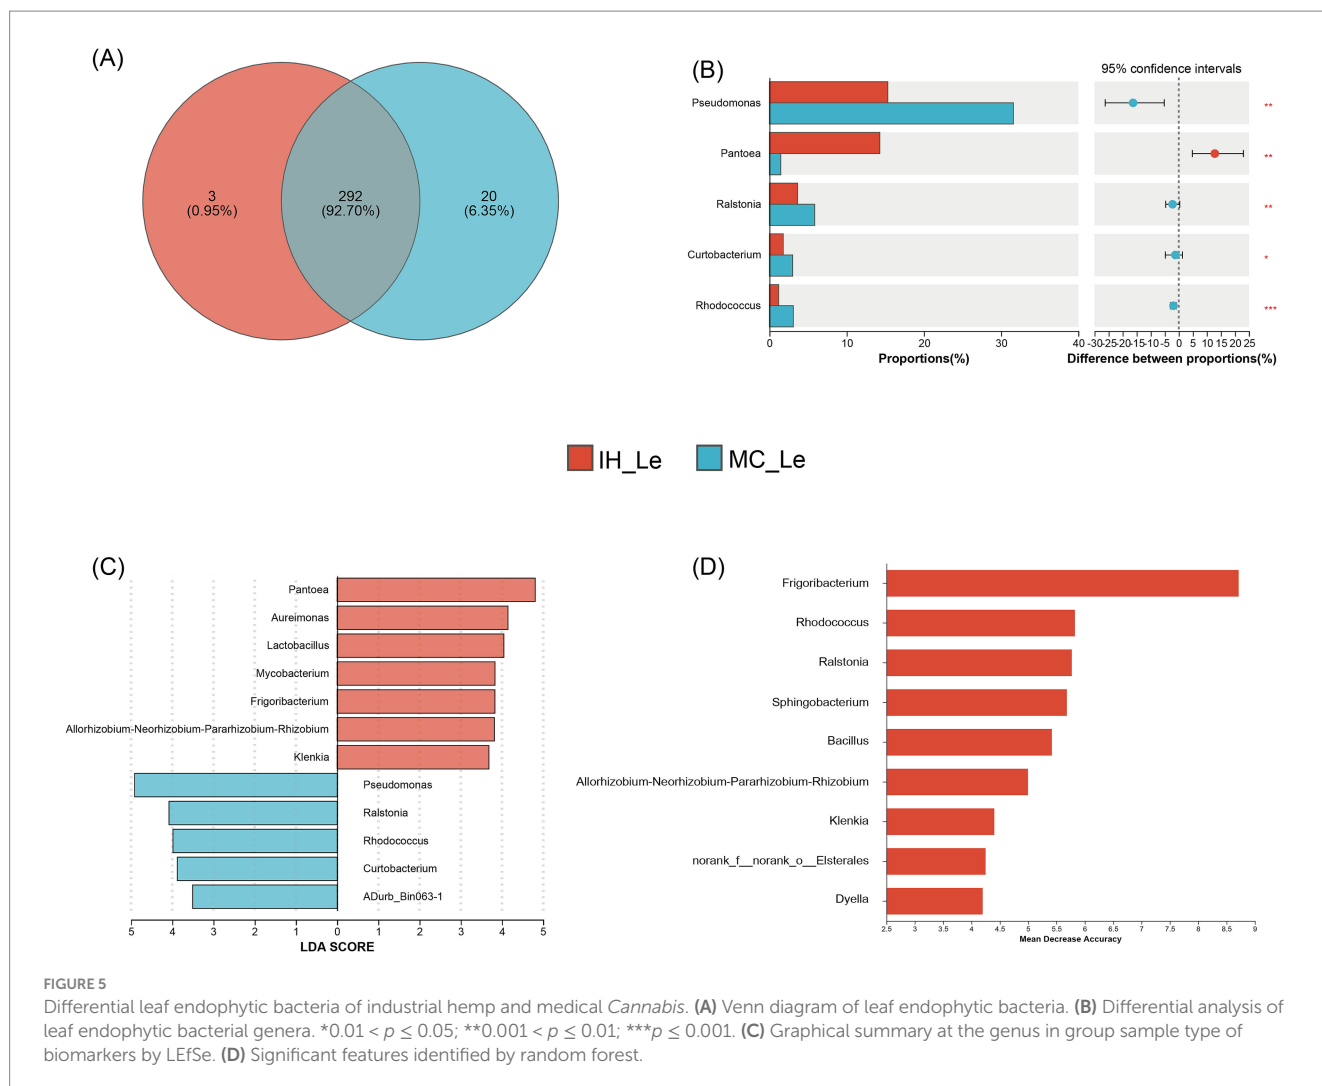 (A)
3
(0.95%)
292
(92.70%)
20
(6.35%)
(B)
95% confidence intervals
Pseudomonas
**
Pantoea
**
Ralstonia
**
Curtobacterium
*
Rhodococcus
***
0 10 20 30 40
Proportions(%)
-30-25-20-15-10-5 0 5 10 15 20 25
Difference between proportions(%)
IH_Le MC_Le
(C)
Pantoea
Aureimonas
Lactobacillus
Mycobacterium
Frigoribacterium
Allorhizobium-Neorhizobium-Pararhizobium-Rhizobium
Klenkia
Pseudomonas
Ralstonia
Rhodococcus
Curtobacterium
ADurb_Bin063-1
5 4 3 2 1 0 1 2 3 4 5
LDA SCORE
(D)
Frigoribacterium
Rhodococcus
Ralstonia
Sphingobacterium
Bacillus
Allorhizobium-Neorhizobium-Pararhizobium-Rhizobium
Klenkia
norank_f__norank_o__Elsterales
Dyella
2.5 3 3.5 4 4.5 5 5.5 6 6.5 7 7.5 8 8.5 9
Mean Decrease Accuracy
FIGURE 5
Differential leaf endophytic bacteria of industrial hemp and medical Cannabis. (A) Venn diagram of leaf endophytic bacteria. (B) Differential analysis of
leaf endophytic bacterial genera. *0.01 < p ≤ 0.05; **0.001 < p ≤ 0.01; ***p ≤ 0.001. (C) Graphical summary at the genus in group sample type of
biomarkers by LEfSe. (D) Significant features identified by random forest.